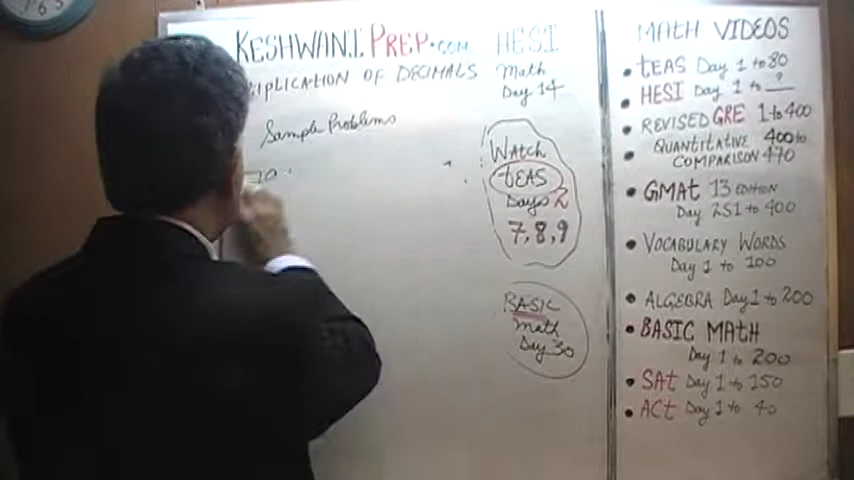 KESHWANI PREP.COM
HESI
Math
Day 14
OF DECIMALS
Sample Problems
Watch
tEAS
Days 2
7,8,9
BASIC
Math
Day 30
MATH VIDEOS
• tEAS Day 1 to 80
• HESI Day 1 to ?
• REVISED GRE 1 to 400
• QUANTITATIVE 400 to
COMPARISON 470
• GMAt 13 EDITION
Day 251 to 400
• VOCABULARY WORDS
Day 1 to 100
• ALGEBRA Day 1 to 200
• BASIC MATH
Day 1 to 200
• SAt Day 1 to 150
• ACt Day 1 to 40